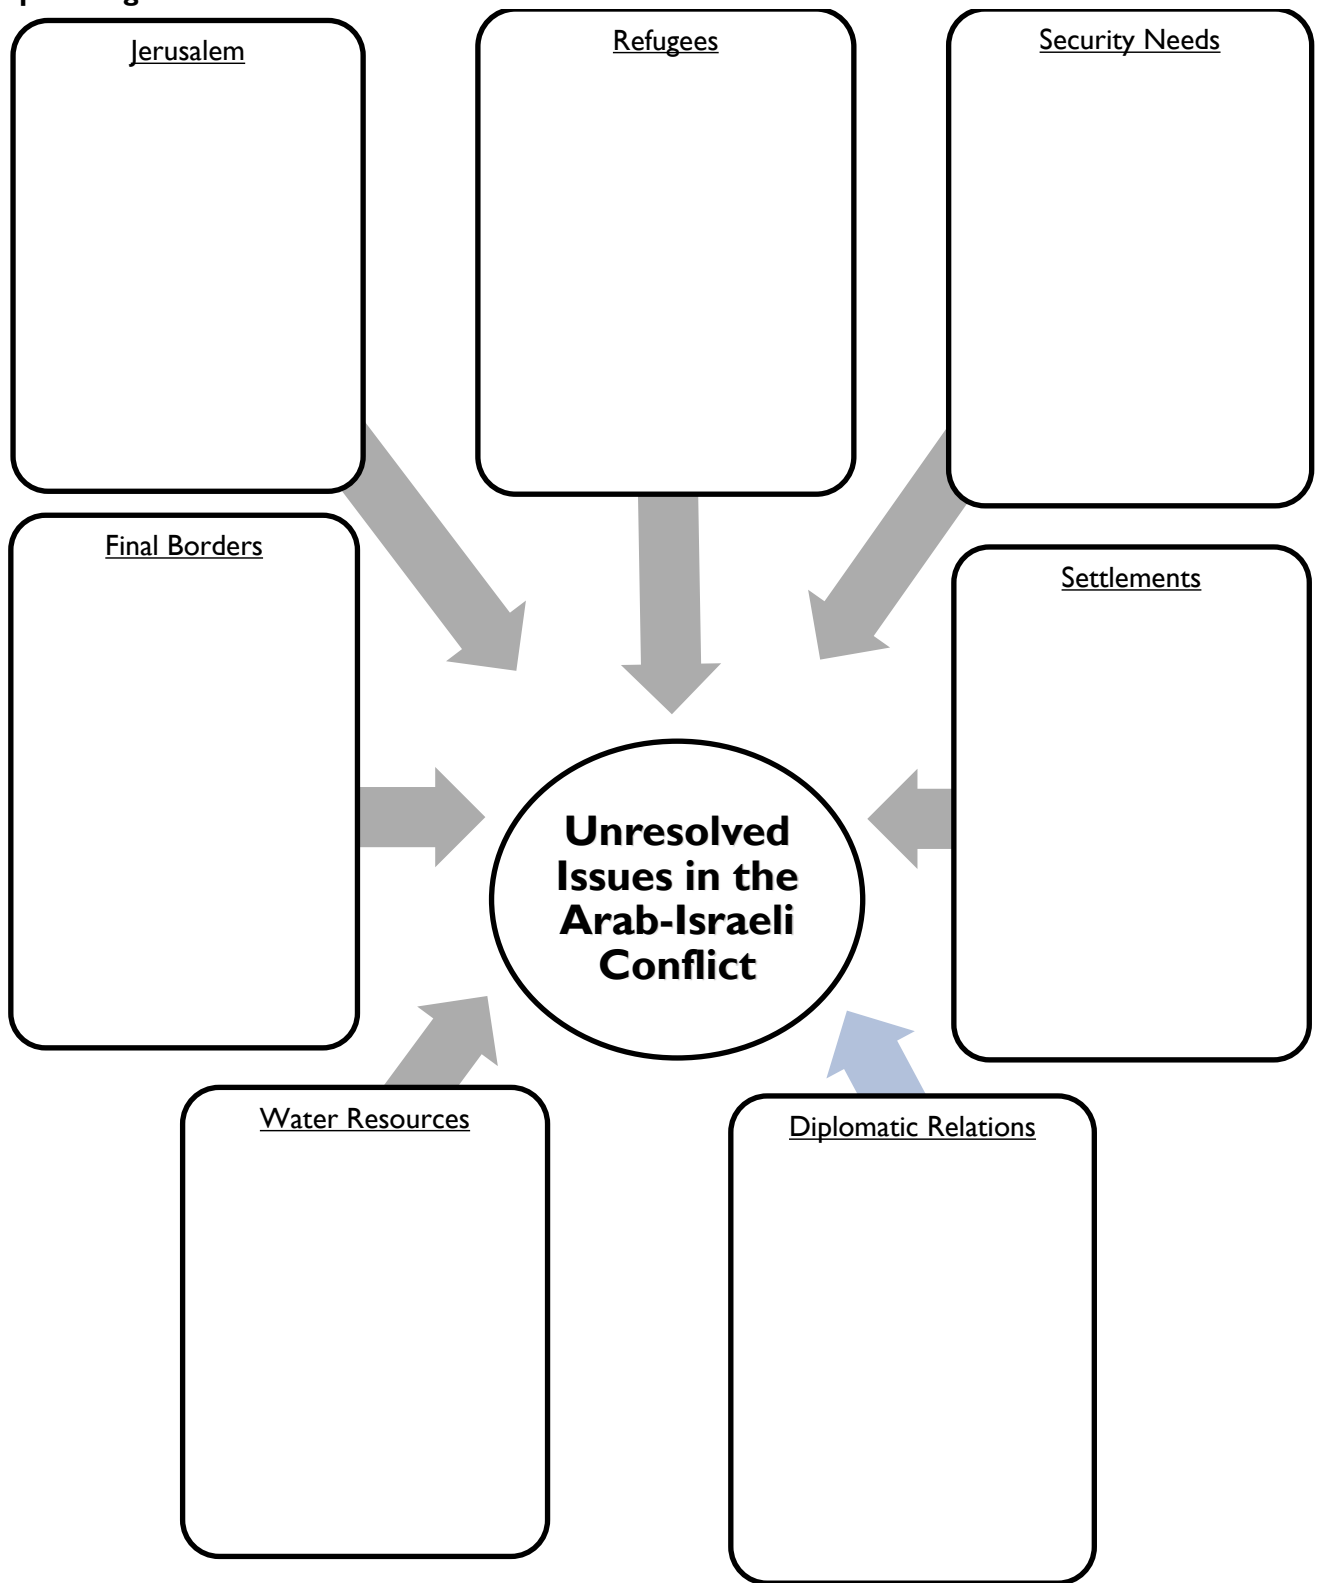 Jerusalem
Refugees
Security Needs
Final Borders
Settlements
Unresolved
Issues in the
Arab-Israeli
Conflict
Water Resources
Diplomatic Relations